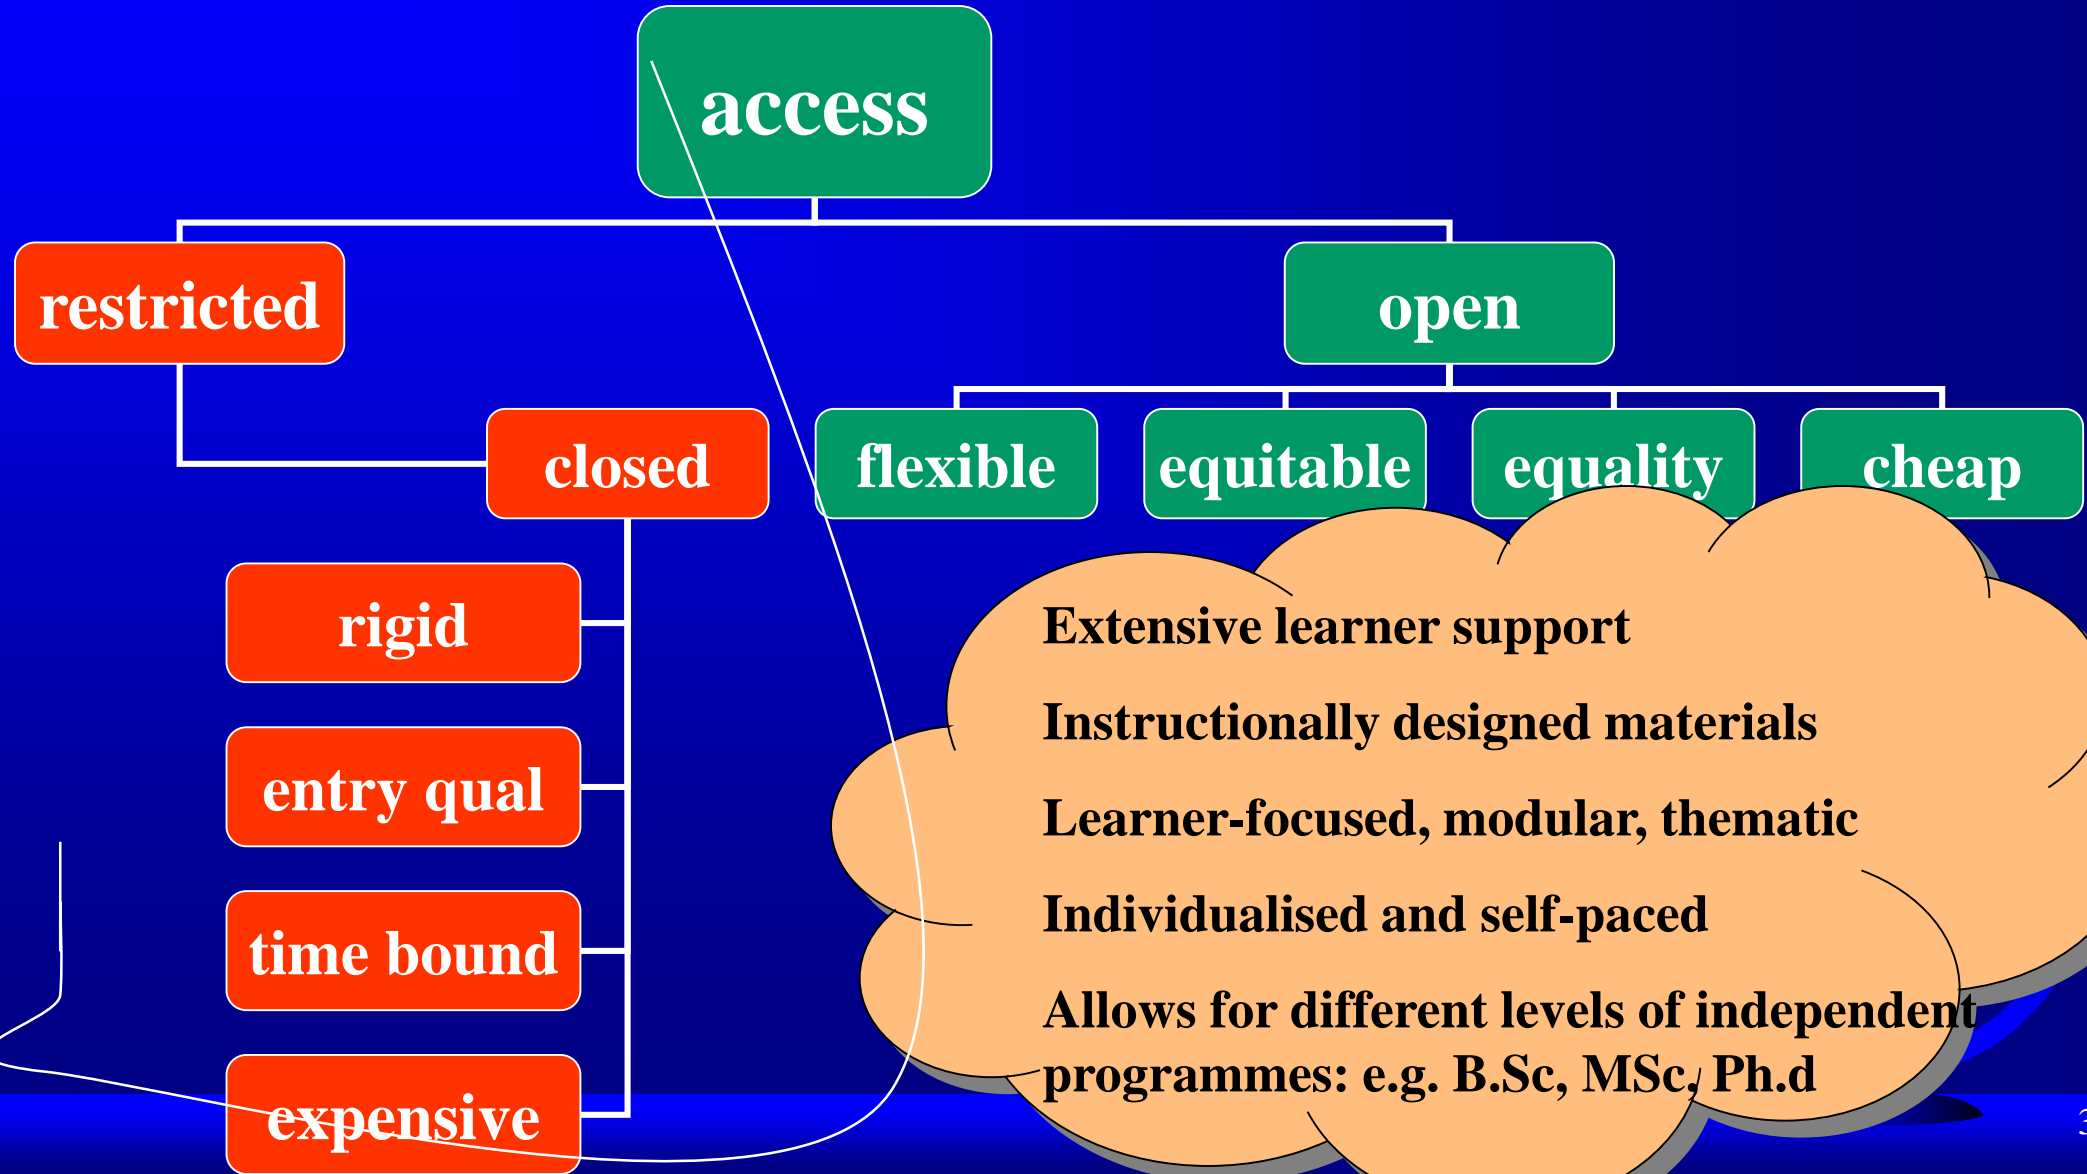 access
restricted
open
closed
flexible
equitable
equality
cheap
rigid
entry qual
time bound
expensive
Extensive learner support
Instructionally designed materials
Learner-focused, modular, thematic
Individualised and self-paced
Allows for different levels of independent
programmes: e.g. B.Sc, MSc, Ph.d